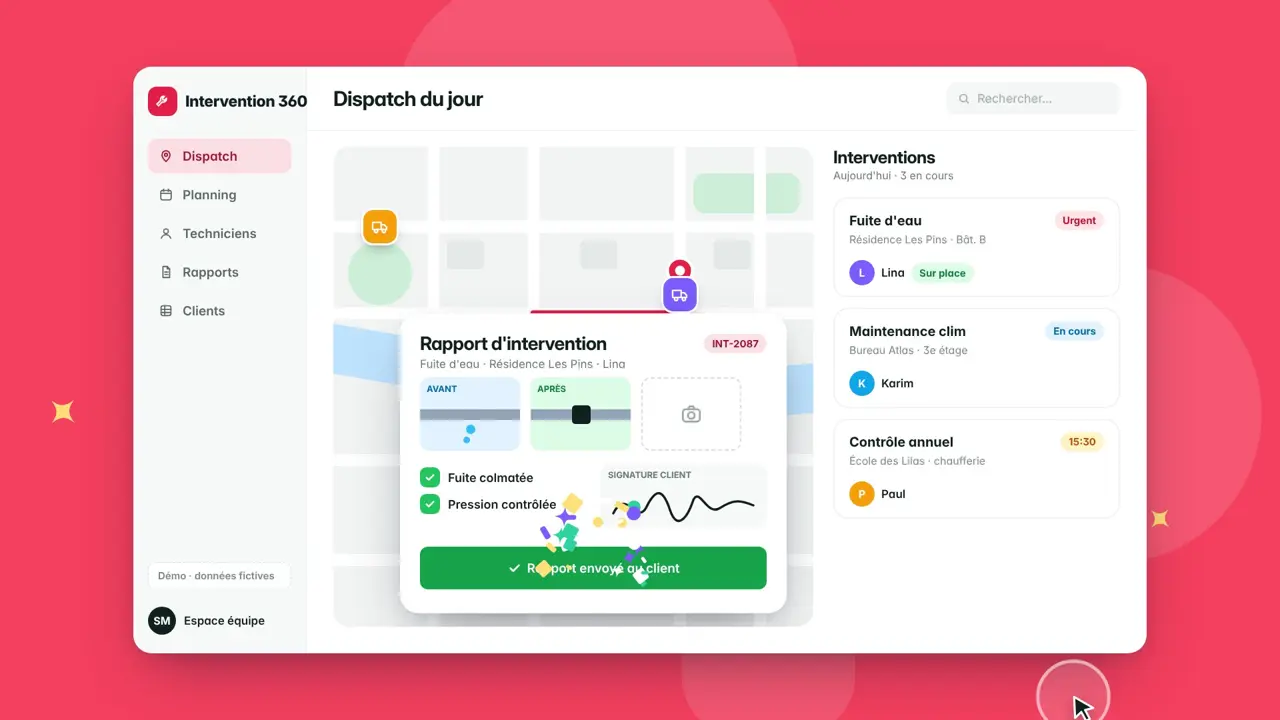 Intervention 360
Dispatch
Planning
Techniciens
Rapports
Clients
Démo · données fictives
SM
Espace équipe
Dispatch du jour
Rechercher...
Rapport d'intervention
INT-2087
Fuite d'eau · Résidence Les Pins · Lina
AVANT
APRÈS
Fuite colmatée
Pression contrôlée
SIGNATURE CLIENT
Rapport envoyé au client
Interventions
Aujourd'hui · 3 en cours
Fuite d'eau
Urgent
Résidence Les Pins · Bât. B
L
Lina
Sur place
Maintenance clim
En cours
Bureau Atlas · 3e étage
K
Karim
Contrôle annuel
15:30
École des Lilas · chaufferie
P
Paul